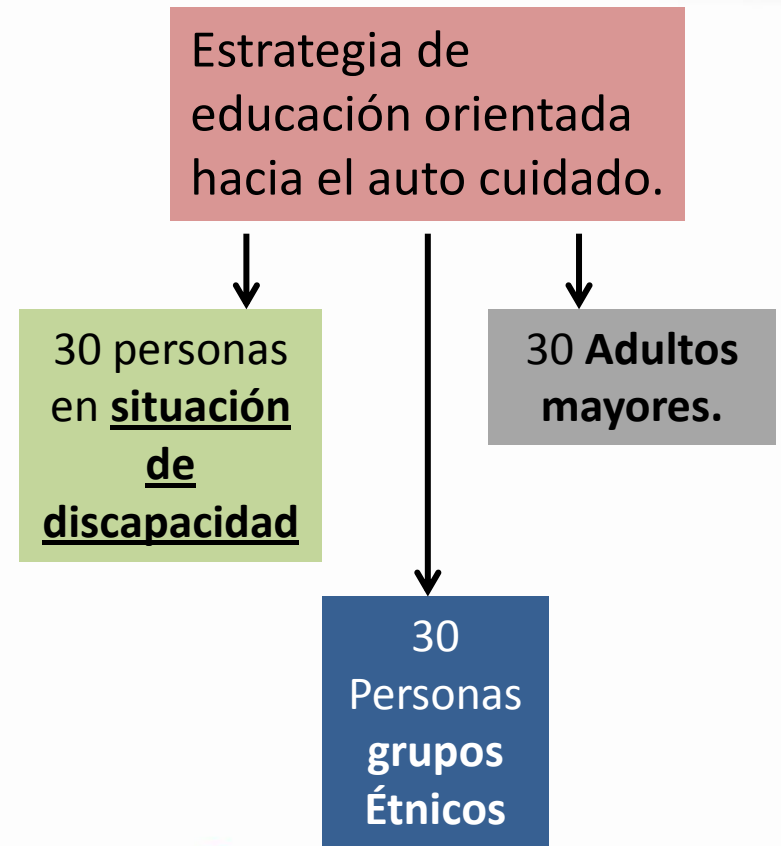 Estrategia de
educación orientada
hacia el auto cuidado.
30 personas
en situación
de
discapacidad
30 Adultos
mayores.
30
Personas
grupos
Étnicos